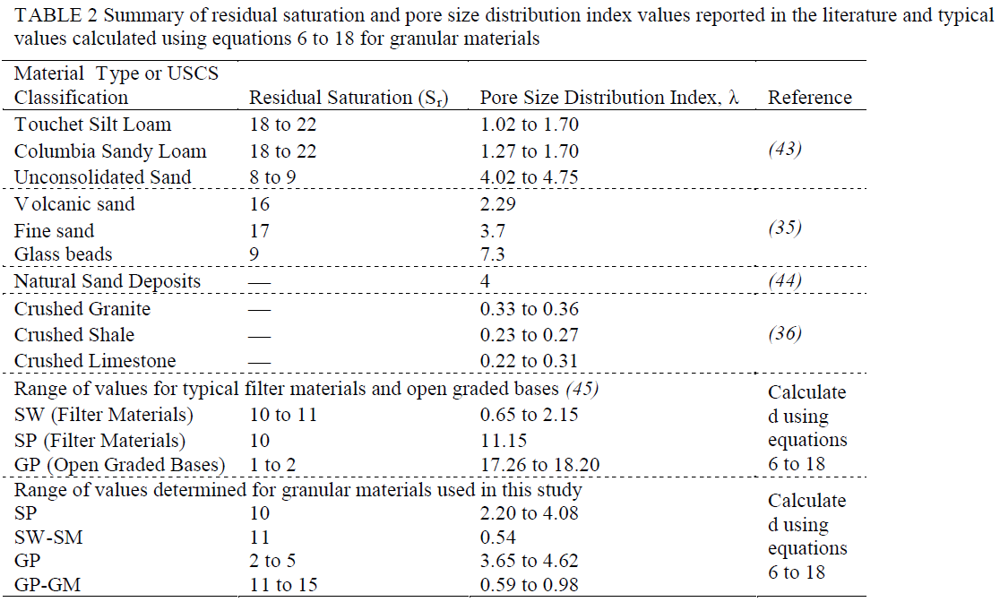 TABLE 2 Summary of residual saturation and pore size distribution index values reported in the literature and typical
values calculated using equations 6 to 18 for granular materials
Material Type or USCS
Classification Residual Saturation (Sr) Pore Size Distribution Index, λ Reference
Touchet Silt Loam 18 to 22 1.02 to 1.70
Columbia Sandy Loam 18 to 22 1.27 to 1.70 (43)
Unconsolidated Sand 8 to 9 4.02 to 4.75
Volcanic sand 16 2.29
Fine sand 17 3.7 (35)
Glass beads 9 7.3
Natural Sand Deposits — 4 (44)
Crushed Granite — 0.33 to 0.36
Crushed Shale — 0.23 to 0.27 (36)
Crushed Limestone — 0.22 to 0.31
Range of values for typical filter materials and open graded bases (45) Calculate
SW (Filter Materials) 10 to 11 0.65 to 2.15 d using
SP (Filter Materials) 10 11.15 equations
GP (Open Graded Bases) 1 to 2 17.26 to 18.20 6 to 18
Range of values determined for granular materials used in this study Calculate
SP 10 2.20 to 4.08 d using
SW-SM 11 0.54 equations
GP 2 to 5 3.65 to 4.62 6 to 18
GP-GM 11 to 15 0.59 to 0.98